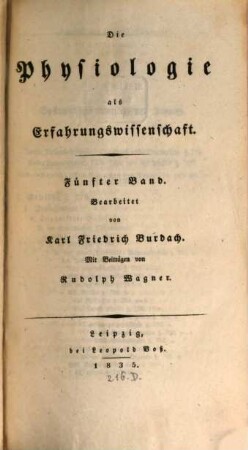 Die
Physiologie
als
Erfahrungswissenschaft.
Fünfter Band.
Bearbeitet
von
Karl Friedrich Burdach.
Mit Beiträgen von
Rudolph Wagner.
Leipzig,
bei Leopold Voß.
1835.
216.D.